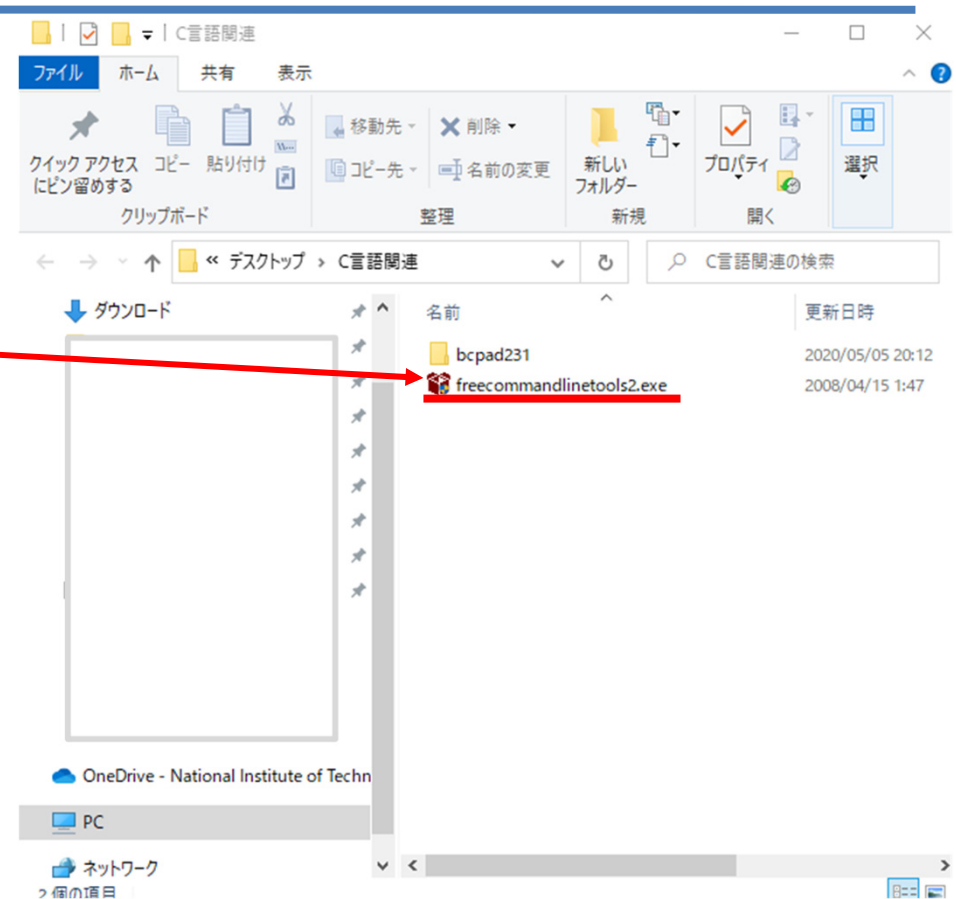 C言語関連
ファイル ホーム 共有 表示
クイック アクセス
にピン留めする
コピー
貼り付け
移動先
コピー先
削除
名前の変更
新しい
フォルダー
プロパティ
選択
クリップボード
整理
新規
開く
« デスクトップ › C言語関連
C言語関連の検索
ダウンロード
名前 更新日時
bcpad231 2020/05/05 20:12
freecommandlinetools2.exe 2008/04/15 1:47
OneDrive - National Institute of Techn
PC
ネットワーク
2 個の項目